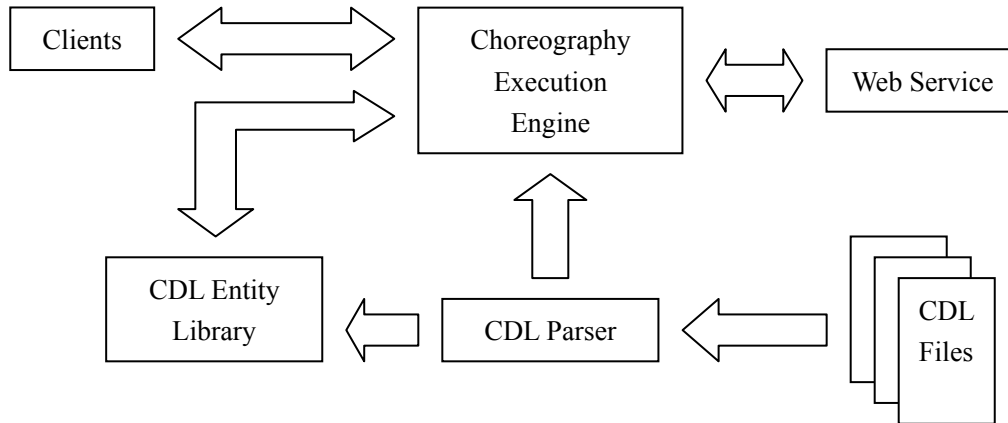 Clients
Choreography
Execution
Engine
Web Service
CDL Entity
Library
CDL Parser
CDL
Files